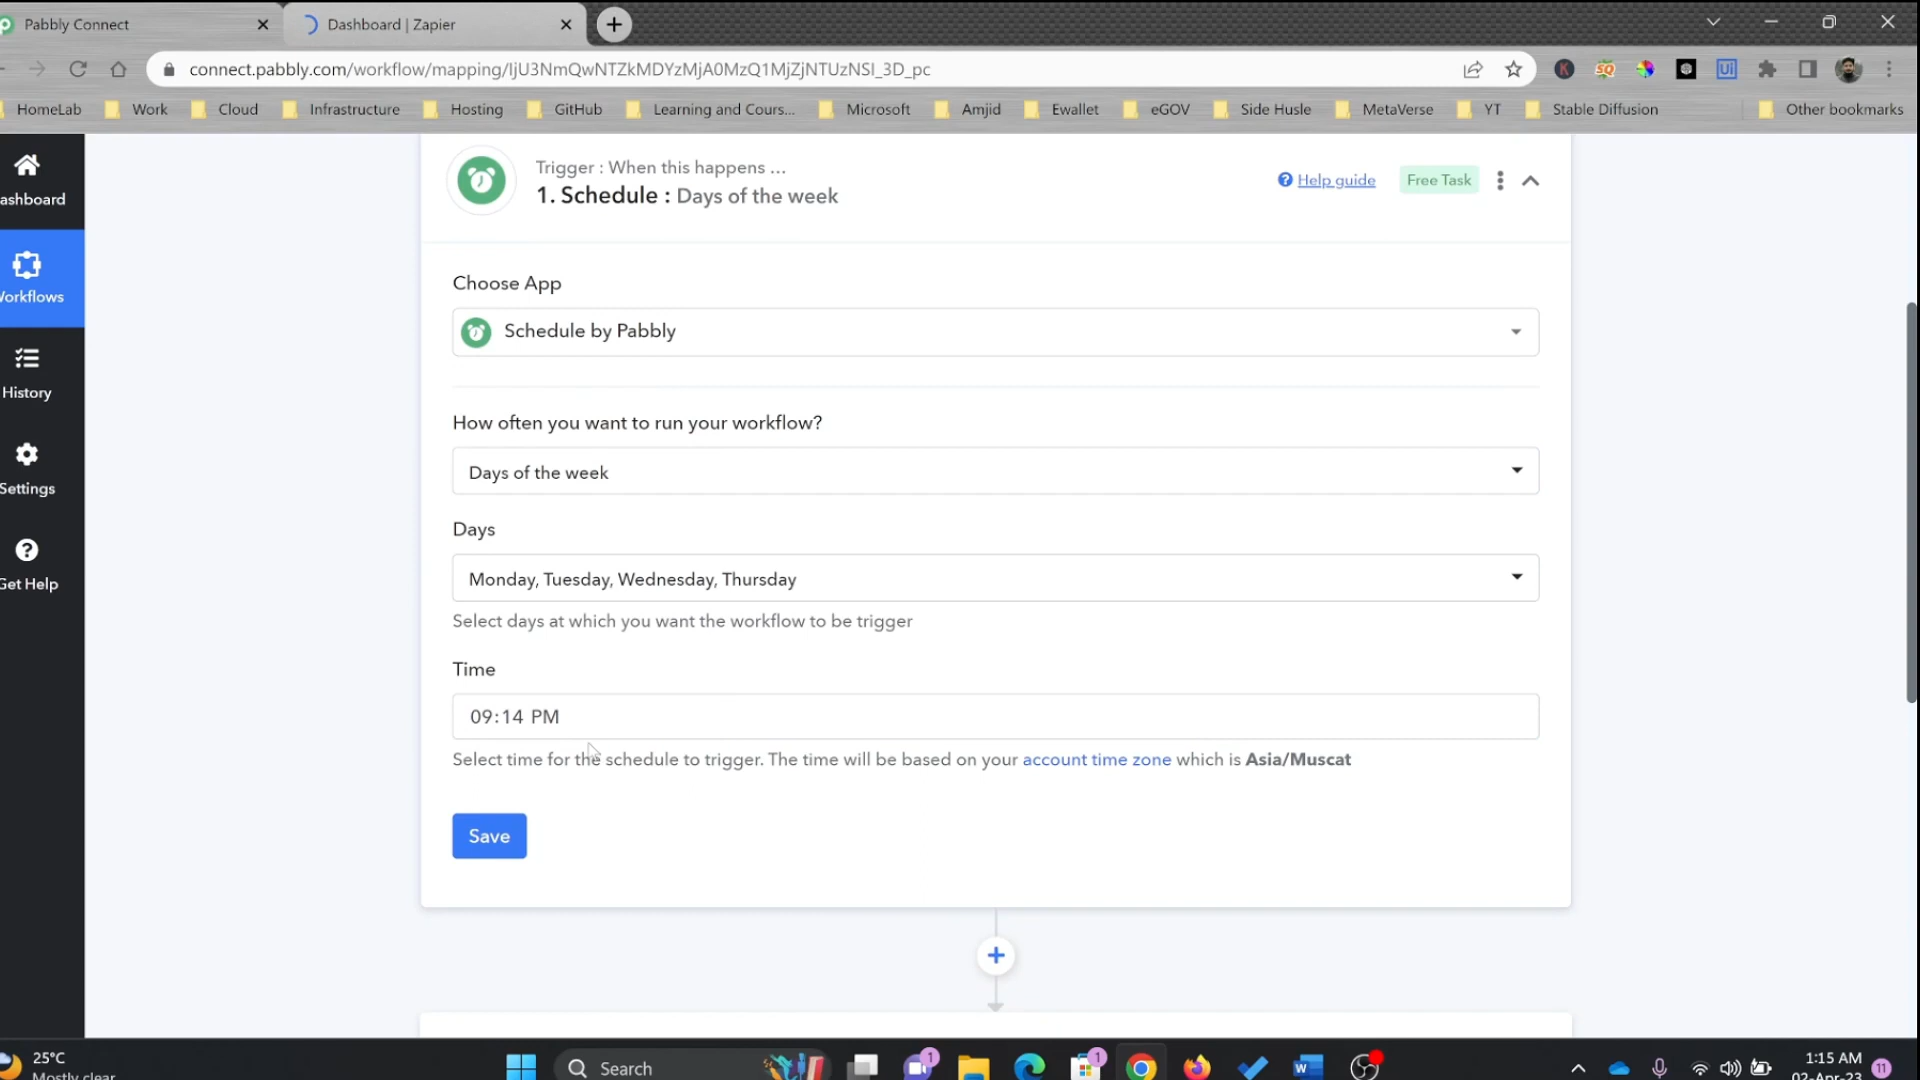 Pabbly Connect
Dashboard | Zapier
connect.pabbly.com/workflow/mapping/IjU3NmQwNTZkMDYzMjA0MzQ1MjZjNTUzNSI_3D_pc
HomeLab Work Cloud Infrastructure Hosting GitHub Learning and Cours... Microsoft Amjid Ewallet eGOV Side Husle MetaVerse YT Stable Diffusion Other bookmarks
Trigger : When this happens ...
1. Schedule : Days of the week
Help guide
Free Task
ashboard
Workflows
History
Settings
Get Help
Choose App
Schedule by Pabbly
How often you want to run your workflow?
Days of the week
Days
Monday, Tuesday, Wednesday, Thursday
Select days at which you want the workflow to be trigger
Time
09:14 PM
Select time for the schedule to trigger. The time will be based on your account time zone which is Asia/Muscat
Save
25°C
Mostly clear
Search
1
1
1:15 AM
02-Apr-23
11